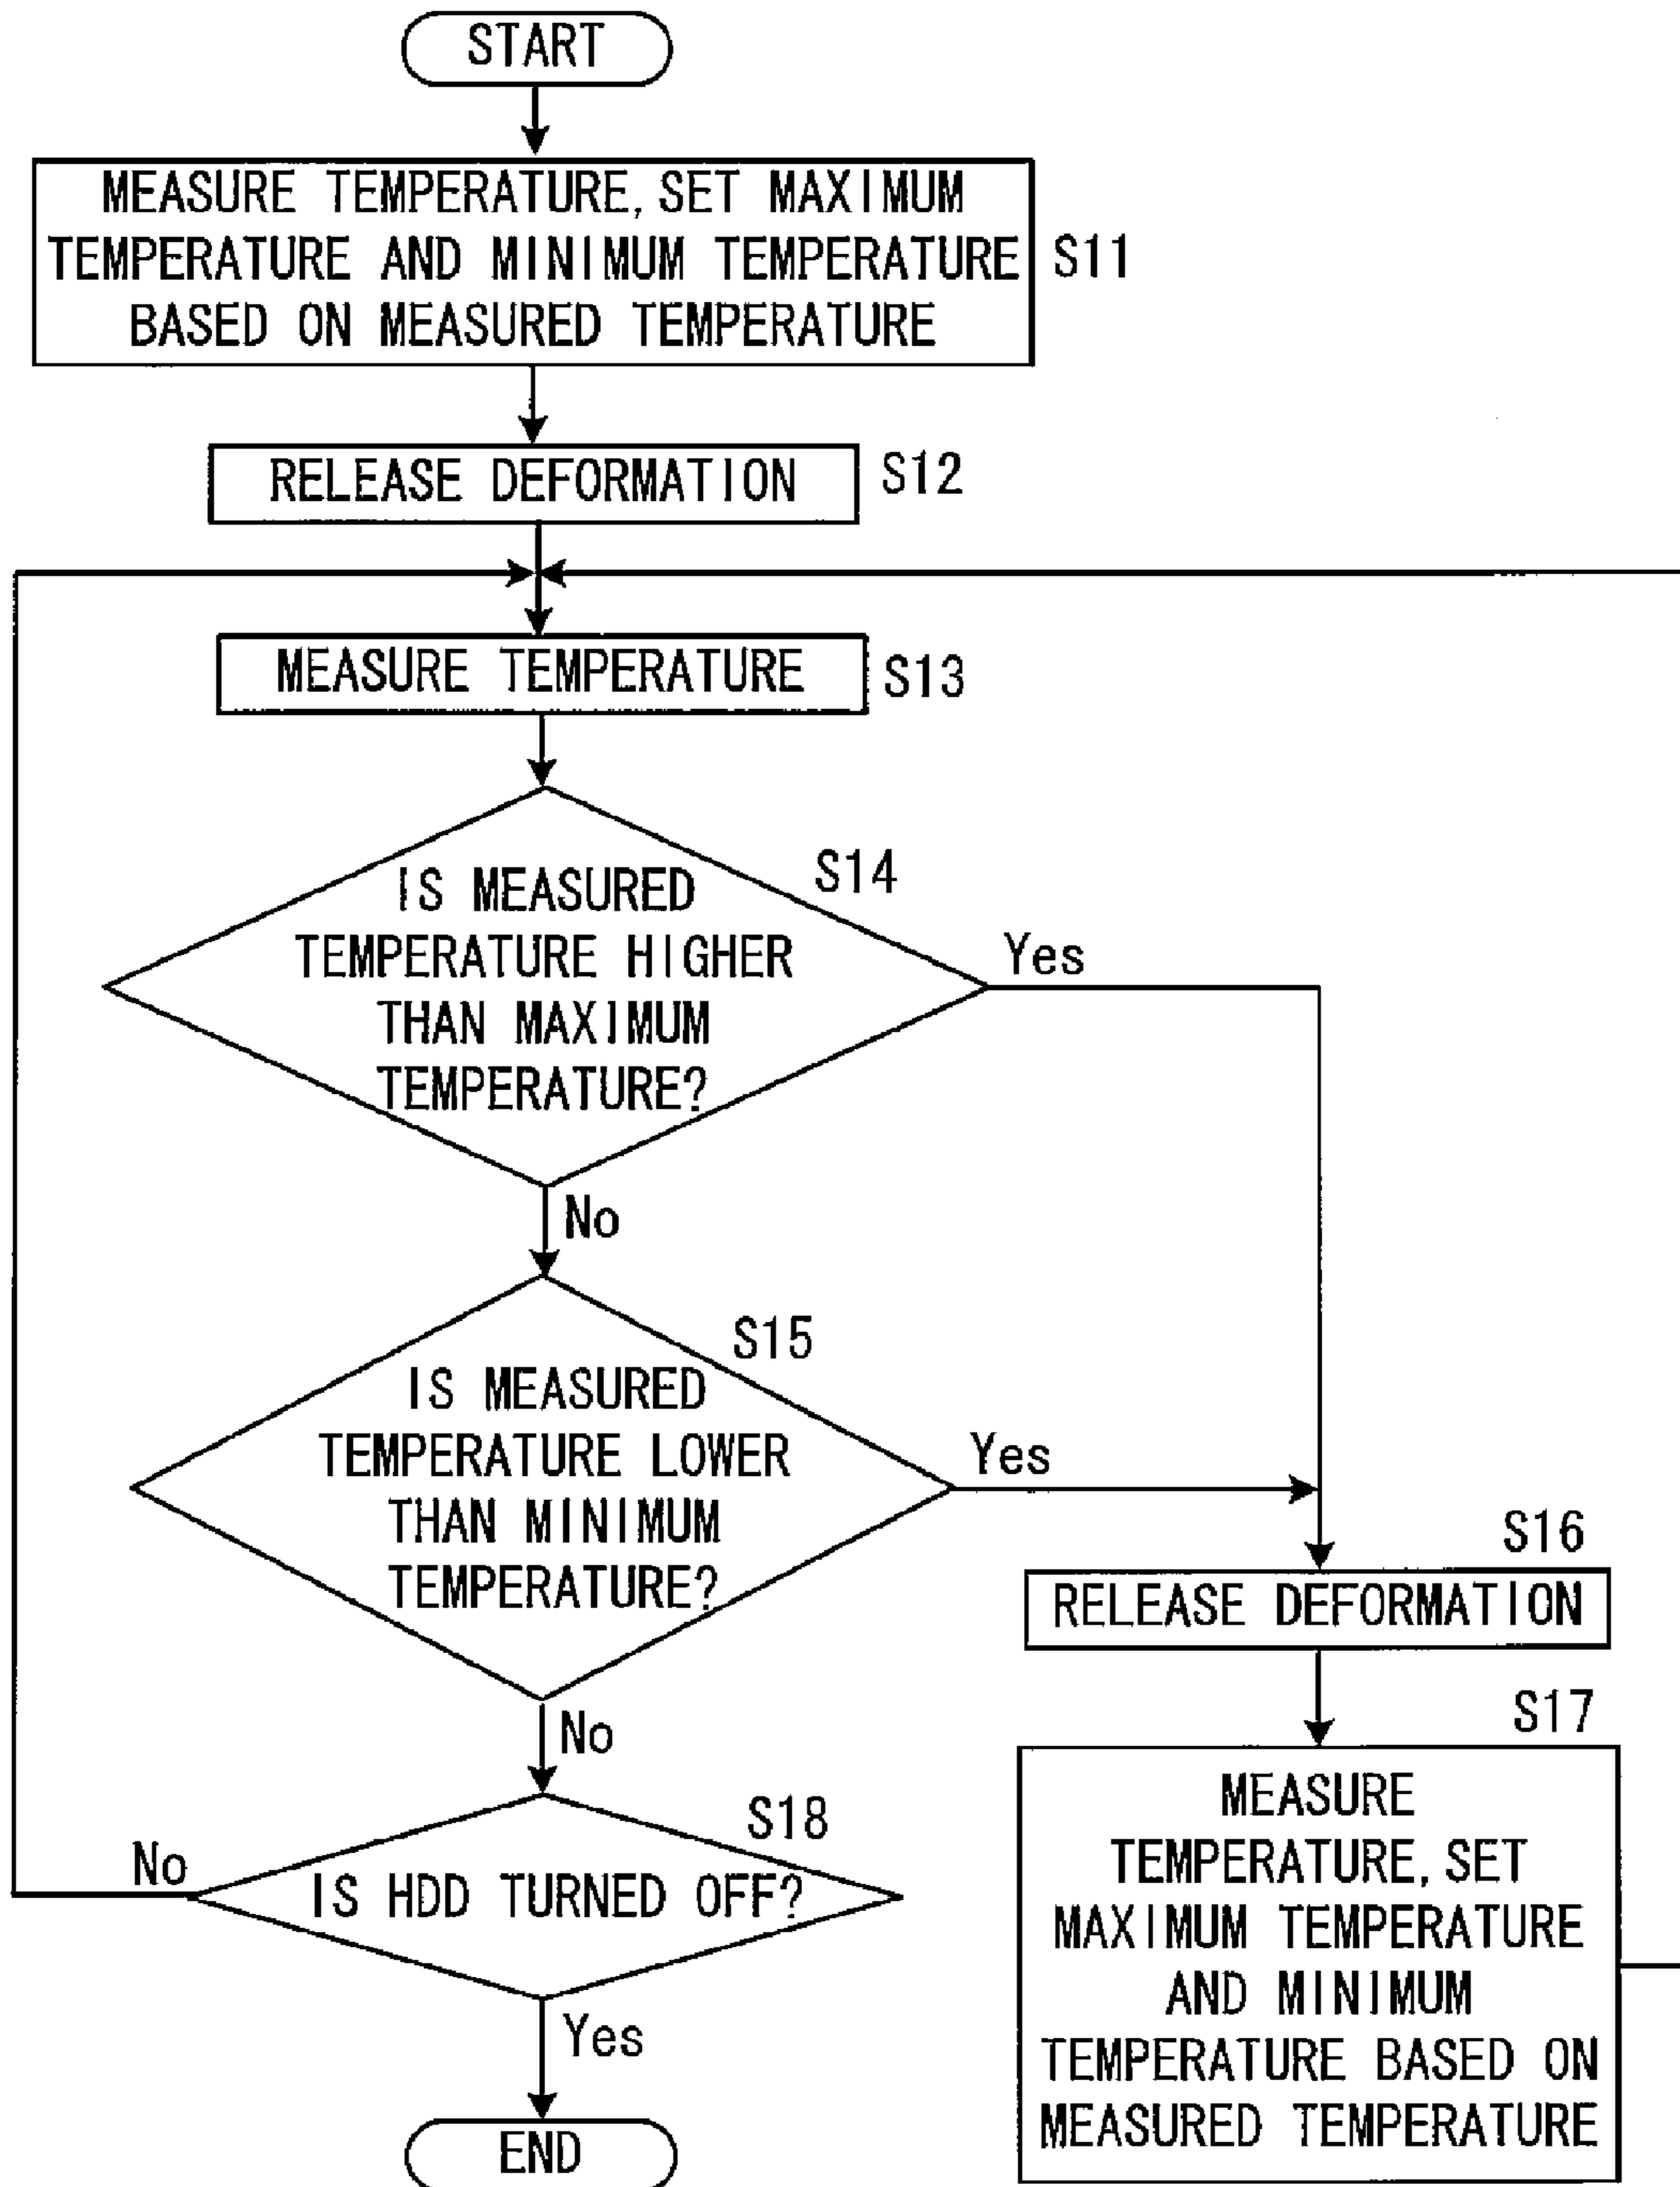 START
MEASURE TEMPERATURE, SET MAXIMUM
TEMPERATURE AND MINIMUM TEMPERATURE
BASED ON MEASURED TEMPERATURE
S11
RELEASE DEFORMATION
S12
MEASURE TEMPERATURE
S13
S14
IS MEASURED
TEMPERATURE HIGHER
THAN MAXIMUM
TEMPERATURE?
Yes
No
S15
IS MEASURED
TEMPERATURE LOWER
THAN MINIMUM
TEMPERATURE?
Yes
No
S16
RELEASE DEFORMATION
S17
MEASURE
TEMPERATURE, SET
MAXIMUM TEMPERATURE
AND MINIMUM
TEMPERATURE BASED ON
MEASURED TEMPERATURE
S18
IS HDD TURNED OFF?
No
Yes
END